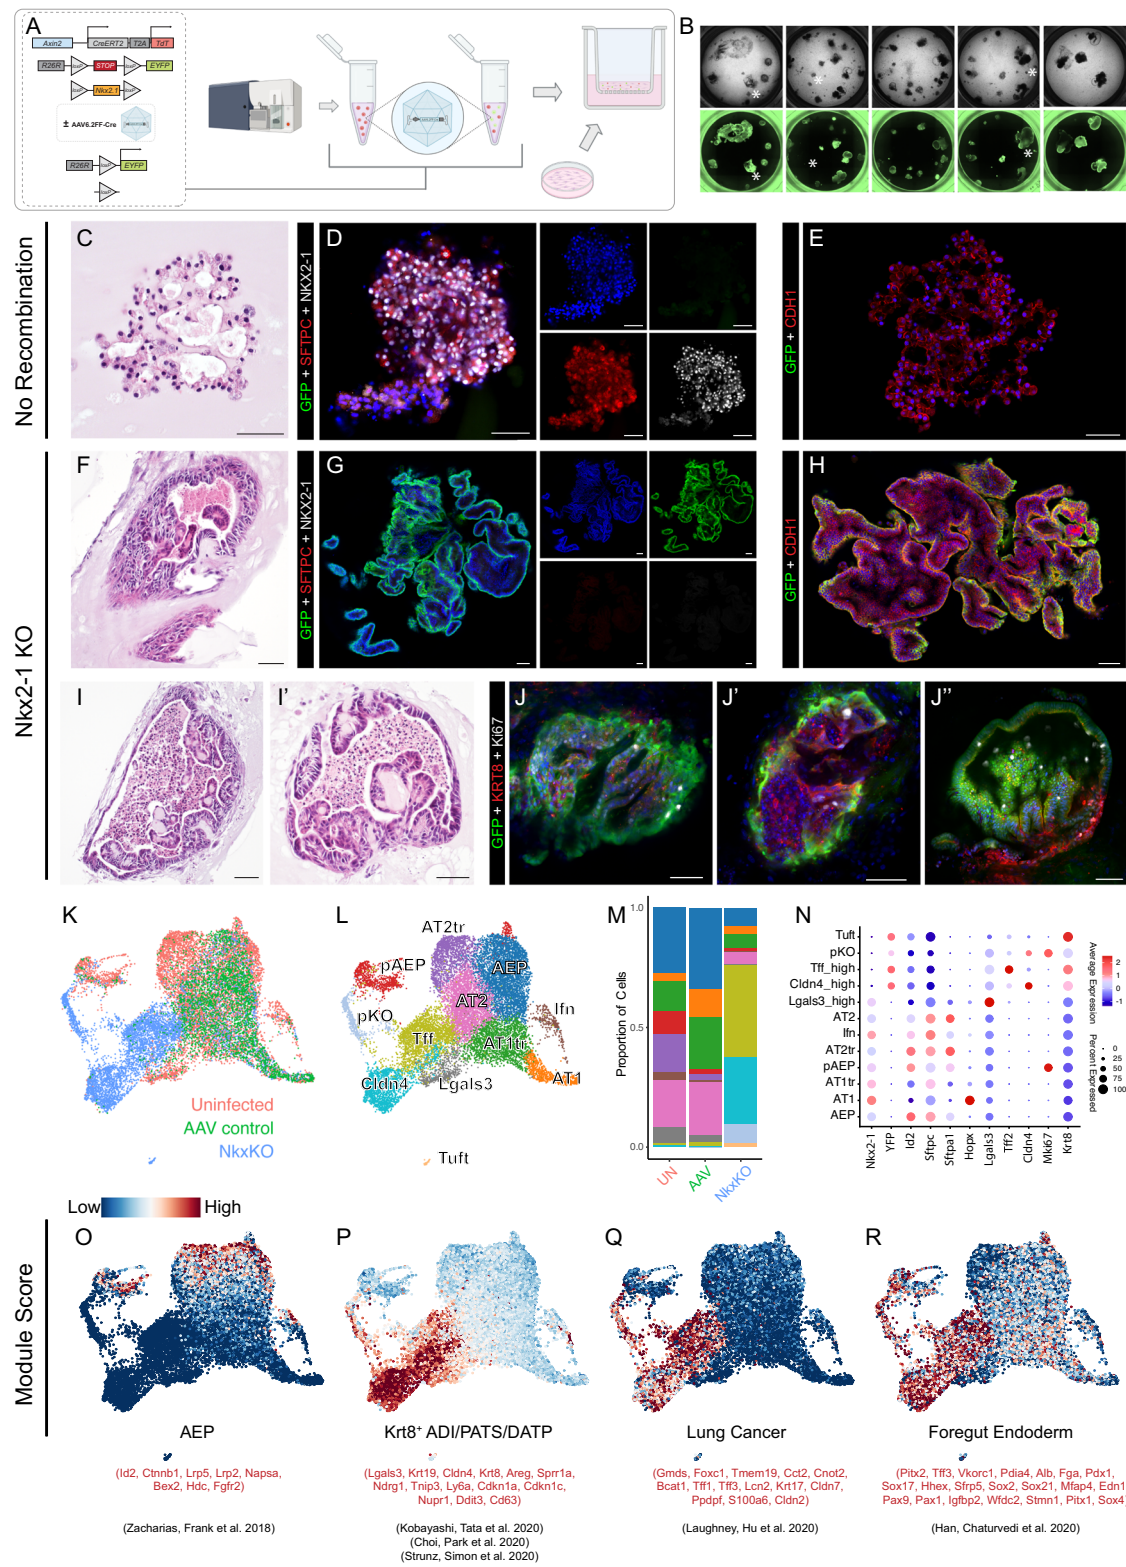 A
Axin2 CreERT2 T2A TdT
R26R loxP STOP loxP EYFP
loxP Nkx2.1 loxP
± AAV6.2FF-Cre
R26R loxP EYFP
loxP
B
*
*
*
*
*
*
No Recombination
C
GFP + SFTPC + NKX2-1
D
GFP + CDH1
E
Nkx2-1 KO
F
GFP + SFTPC + NKX2-1
G
GFP + CDH1
H
I
I'
GFP + KRT8 + Ki67
J
J'
J''
K
Uninfected
AAV control
NkxKO
L
AT2tr
pAEP
AEP
AT2
pKO
Ifn
Tff
AT1tr
Cldn4
Lgals3
AT1
Tuft
M
Proportion of Cells
1.0
0.5
0.0
UN
AAV
NkxKO
N
Tuft
pKO
Tff_high
Cldn4_high
Lgals3_high
AT2
Ifn
AT2tr
pAEP
AT1tr
AT1
AEP
Nkx2-1
YFP
Id2
Sftpc
Sftpa1
Hopx
Lgals3
Tff2
Cldn4
Mki67
Krt8
Average Expression
2
1
0
-1
Percent Expressed
0
25
50
75
100
Low High
Module Score
O
AEP
(Id2, Ctnnb1, Lrp5, Lrp2, Napsa,
Bex2, Hdc, Fgfr2)
(Zacharias, Frank et al. 2018)
P
Krt8+ ADI/PATS/DATP
(Lgals3, Krt19, Cldn4, Krt8, Areg, Sprr1a,
Ndrg1, Tnip3, Ly6a, Cdkn1a, Cdkn1c,
Nupr1, Ddit3, Cd63)
(Kobayashi, Tata et al. 2020)
(Choi, Park et al. 2020)
(Strunz, Simon et al. 2020)
Q
Lung Cancer
(Gmds, Foxc1, Tmem19, Cct2, Cnot2,
Bcat1, Tff1, Tff3, Lcn2, Krt17, Cldn7,
Ppdpf, S100a6, Cldn2)
(Laughney, Hu et al. 2020)
R
Foregut Endoderm
(Pitx2, Tff3, Vkorc1, Pdia4, Alb, Fga, Pdx1,
Sox17, Hhex, Sfrp5, Sox2, Sox21, Mfap4, Edn1
Pax9, Pax1, Igfbp2, Wfdc2, Stmn1, Pitx1, Sox4)
(Han, Chaturvedi et al. 2020)